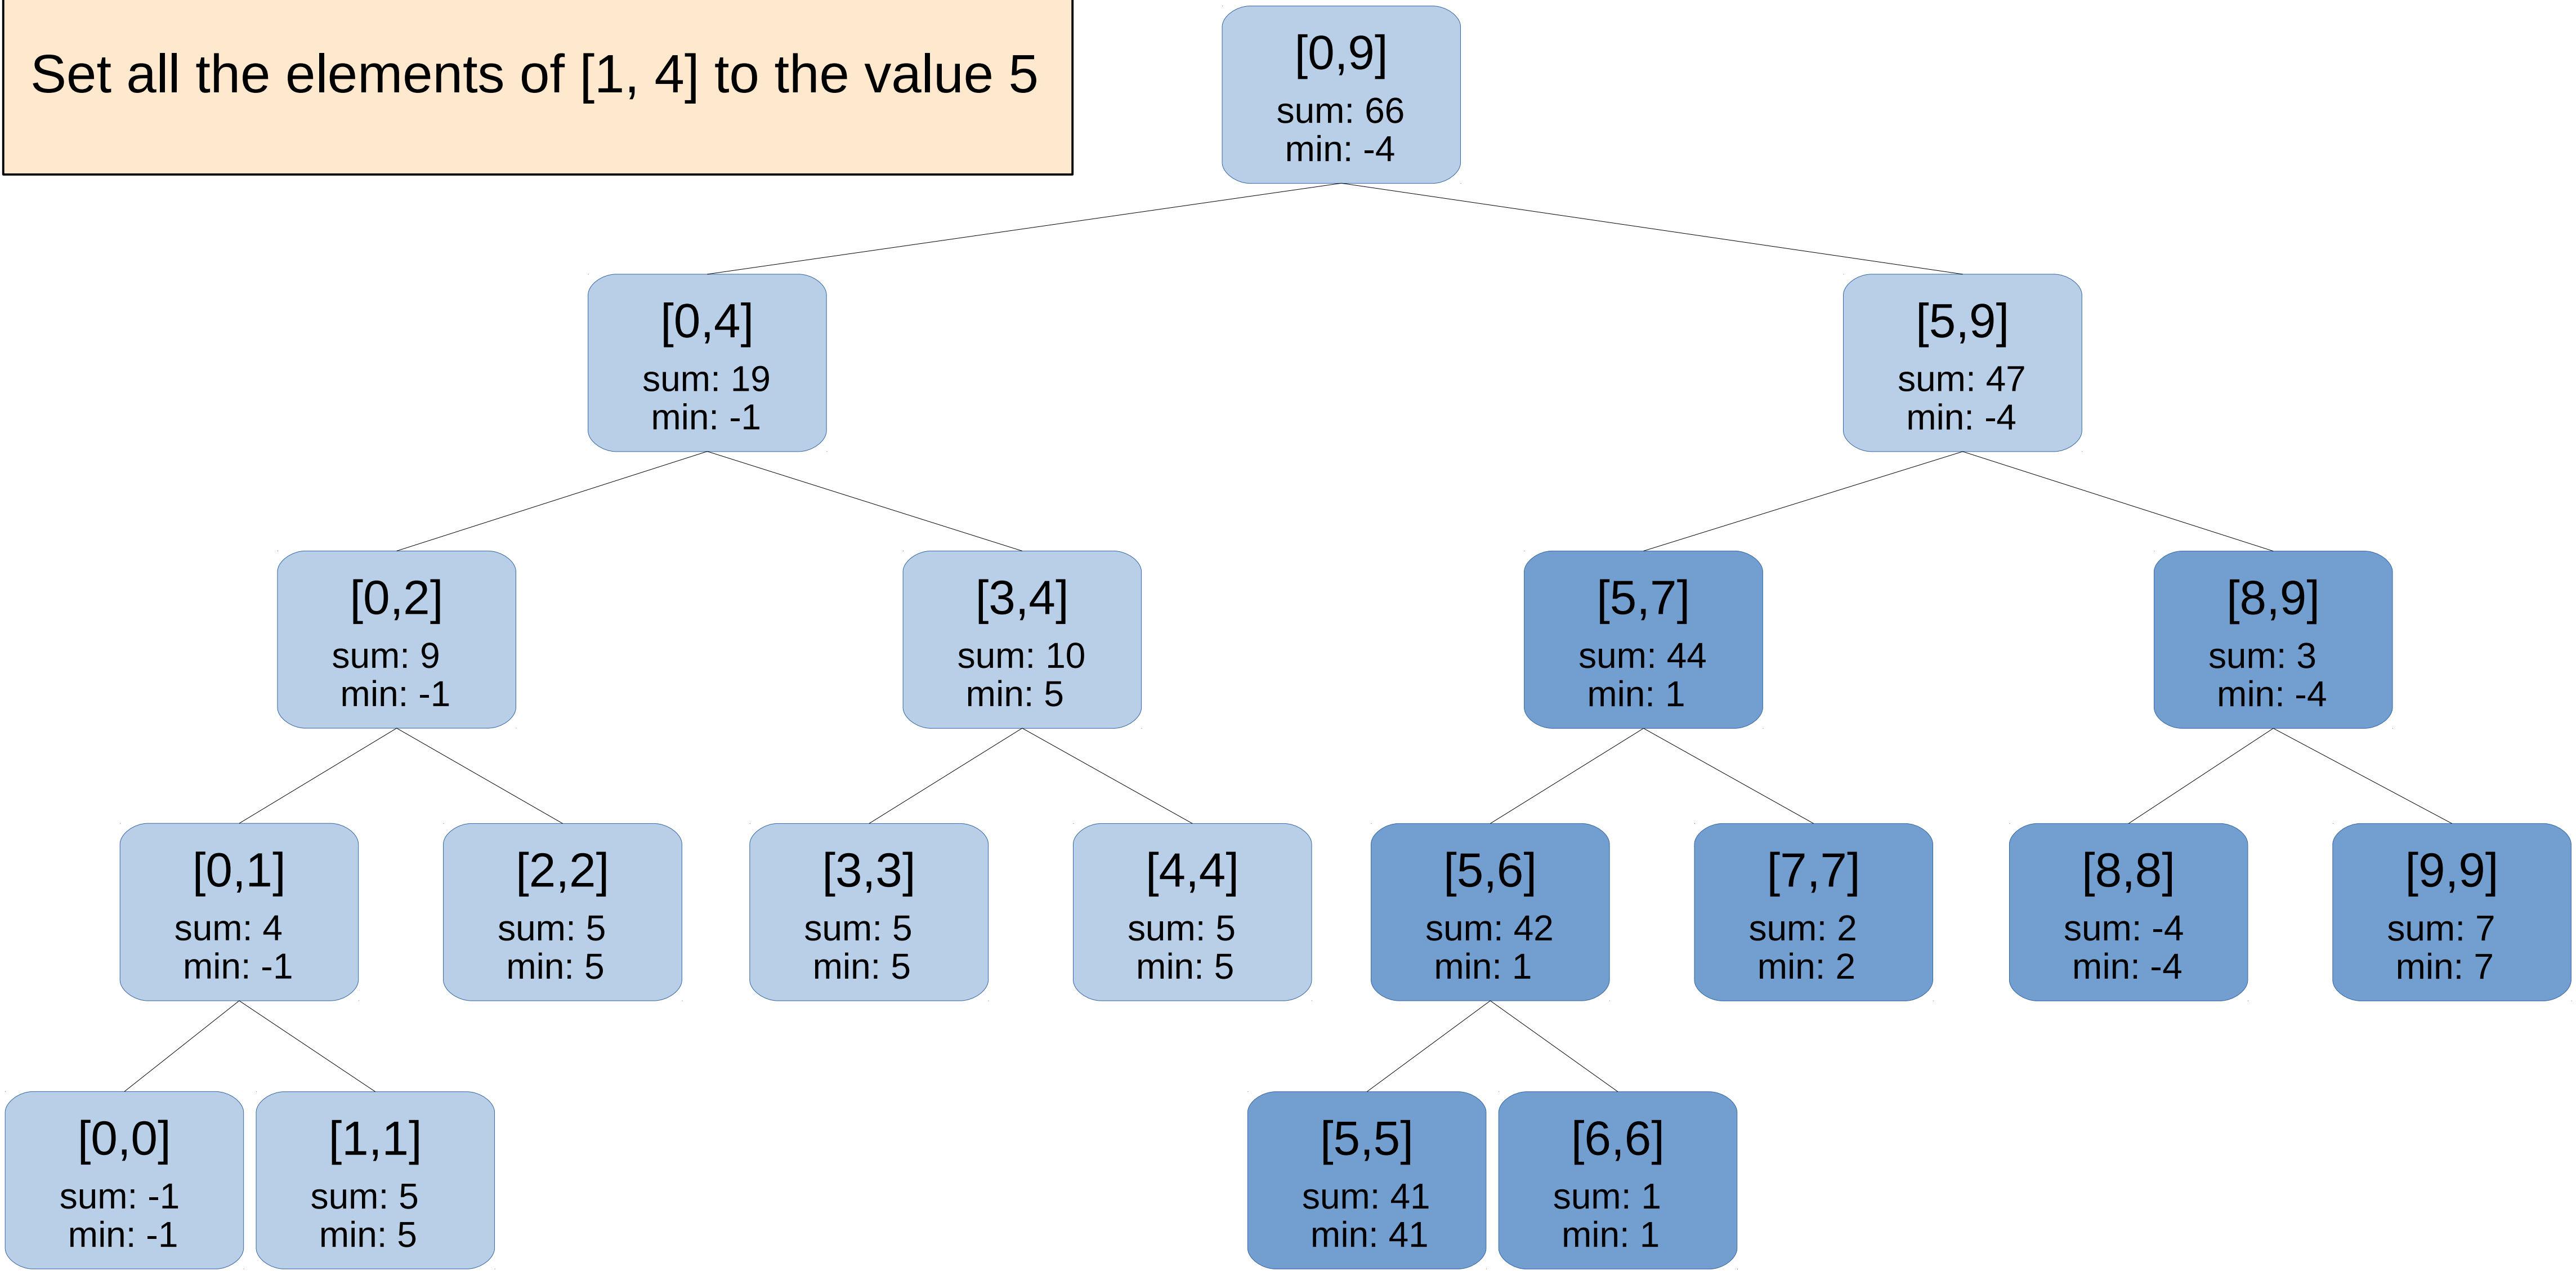 Set all the elements of [1, 4] to the value 5
[0,9]
sum: 66
min: -4
[0,4]
sum: 19
min: -1
[5,9]
sum: 47
min: -4
[0,2]
sum: 9
min: -1
[3,4]
sum: 10
min: 5
[5,7]
sum: 44
min: 1
[8,9]
sum: 3
min: -4
[0,1]
sum: 4
min: -1
[2,2]
sum: 5
min: 5
[3,3]
sum: 5
min: 5
[4,4]
sum: 5
min: 5
[5,6]
sum: 42
min: 1
[7,7]
sum: 2
min: 2
[8,8]
sum: -4
min: -4
[9,9]
sum: 7
min: 7
[0,0]
sum: -1
min: -1
[1,1]
sum: 5
min: 5
[5,5]
sum: 41
min: 41
[6,6]
sum: 1
min: 1